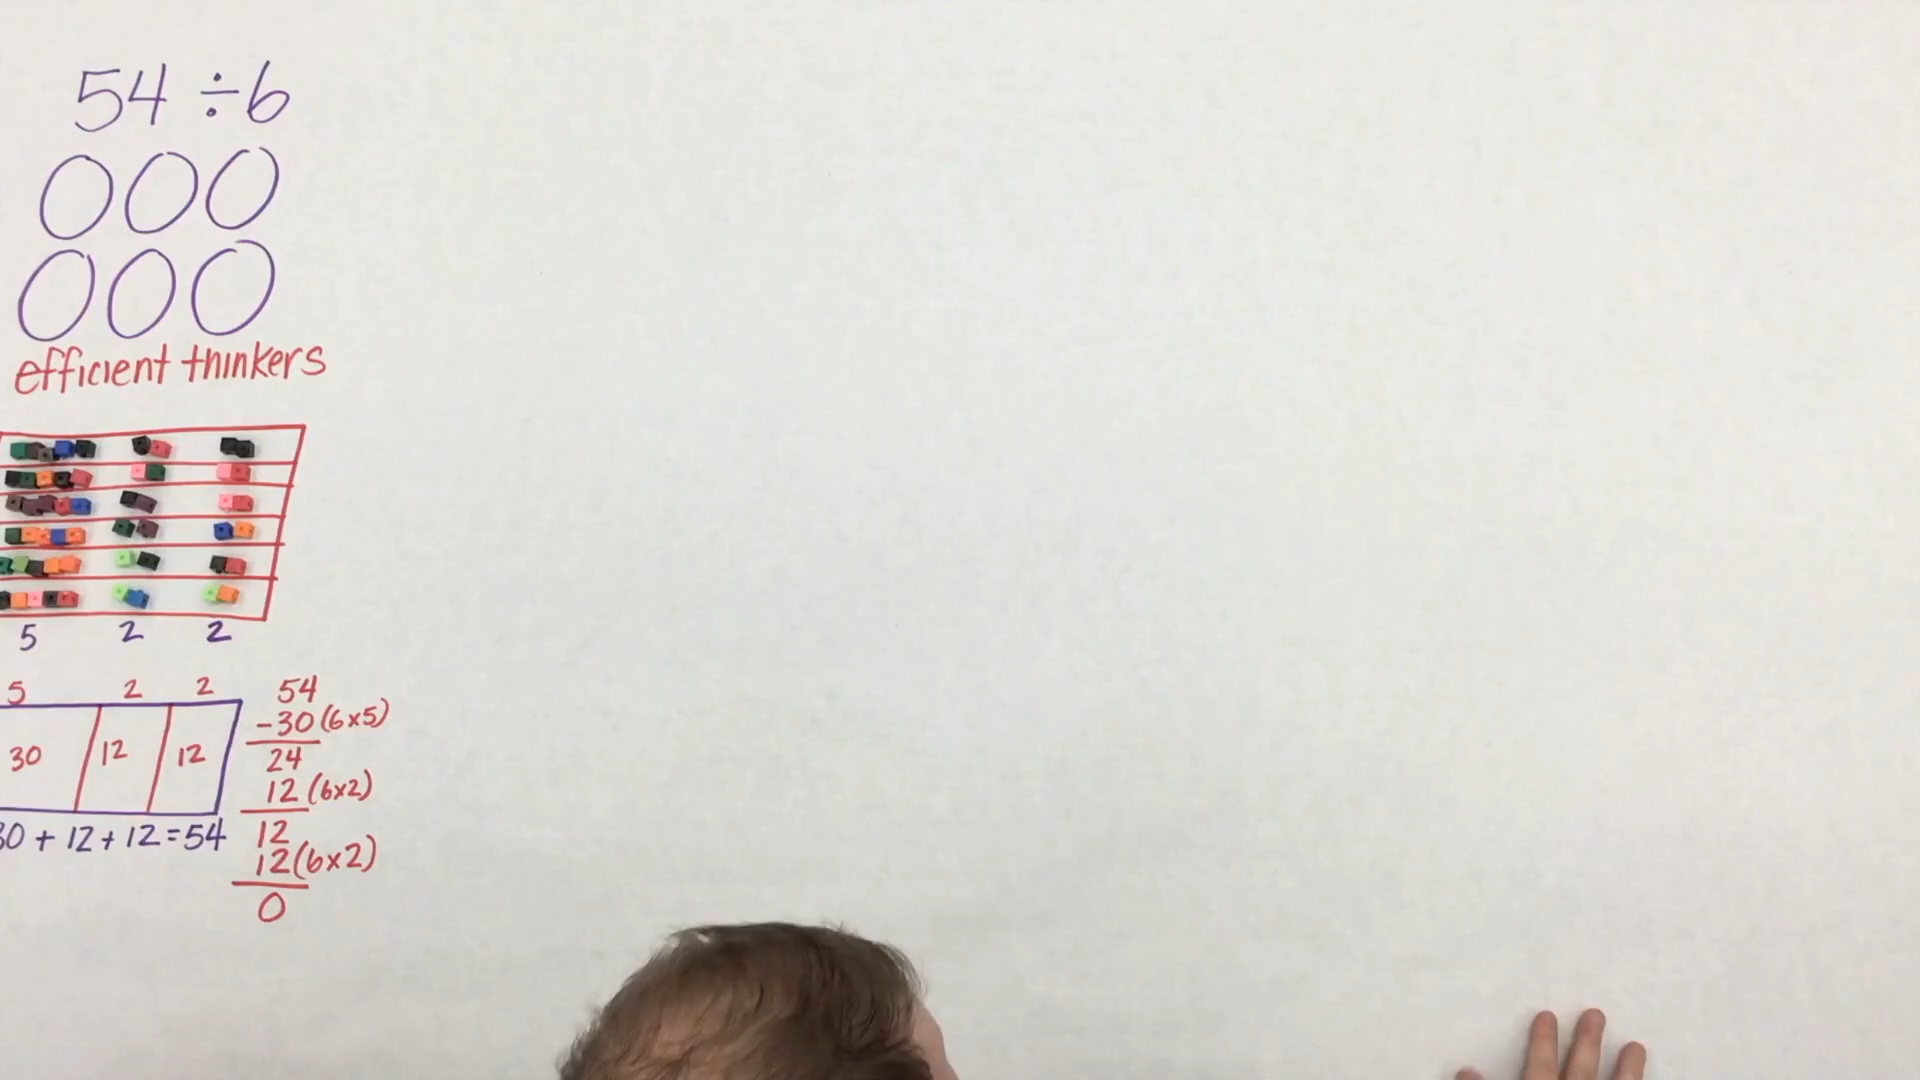 54 ÷ 6
efficient thinkers
5 2 2
5 2 2
30 12 12
30 + 12 + 12 = 54
54
- 30 (6x5)
24
12 (6x2)
12
12 (6x2)
0